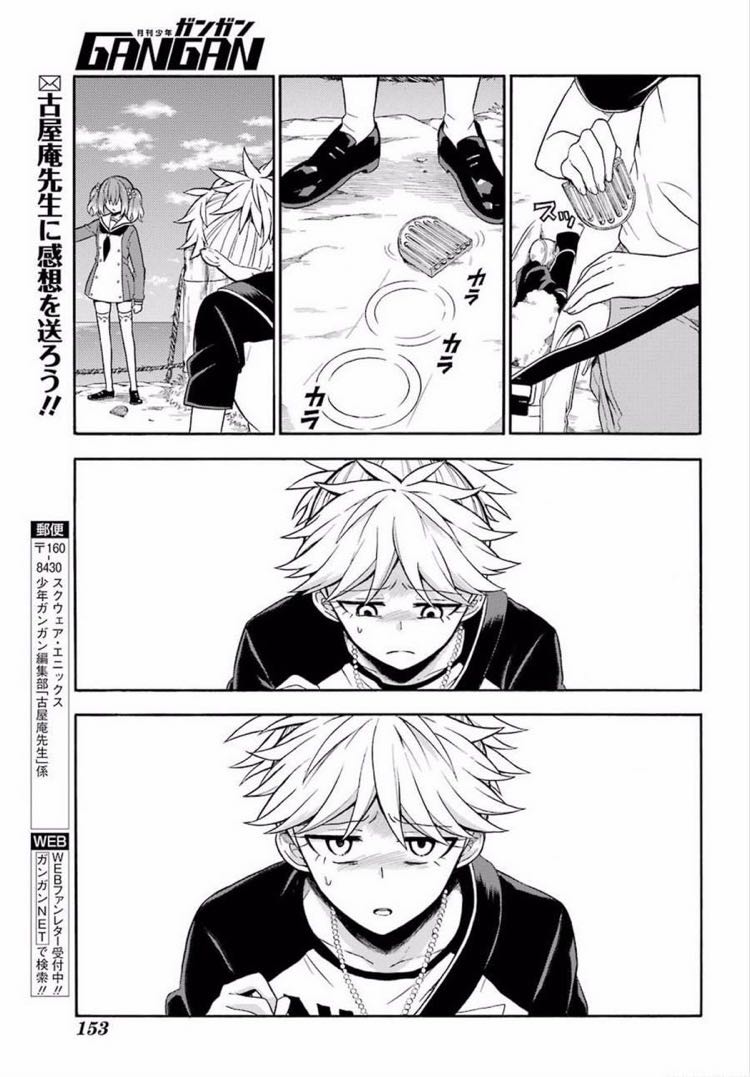 月刊少年
ガンガン
GANGAN
古屋庵先生に感想を送ろう!!
スッ
カラ
カラ
カラ
郵便
〒160-8430
スクウェア・エニックス
少年ガンガン編集部「古屋庵先生」係
WEB
WEBファンレター受付中!!
ガンガンNETで検索!!
153